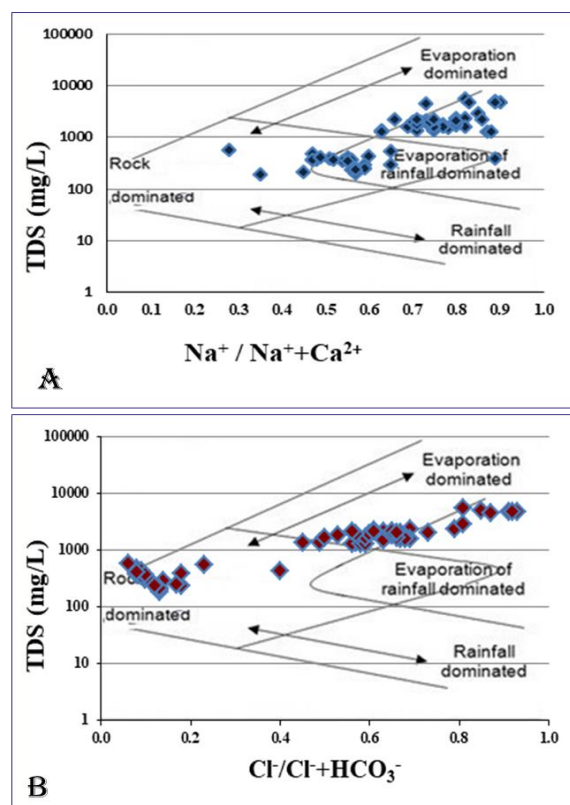 100000
10000
1000
100
10
1
TDS (mg/L)
Evaporation
dominated
Rock
dominated
Evaporation of
rainfall dominated
Rainfall
dominated
0.0 0.1 0.2 0.3 0.4 0.5 0.6 0.7 0.8 0.9 1.0
Na⁺ / Na⁺+Ca²⁺
A
100000
10000
1000
100
10
1
TDS (mg/L)
Evaporation
dominated
Rock
dominated
Evaporation of
rainfall dominated
Rainfall
dominated
0.0 0.2 0.4 0.6 0.8 1.0
Cl⁻/Cl⁻+HCO₃⁻
B